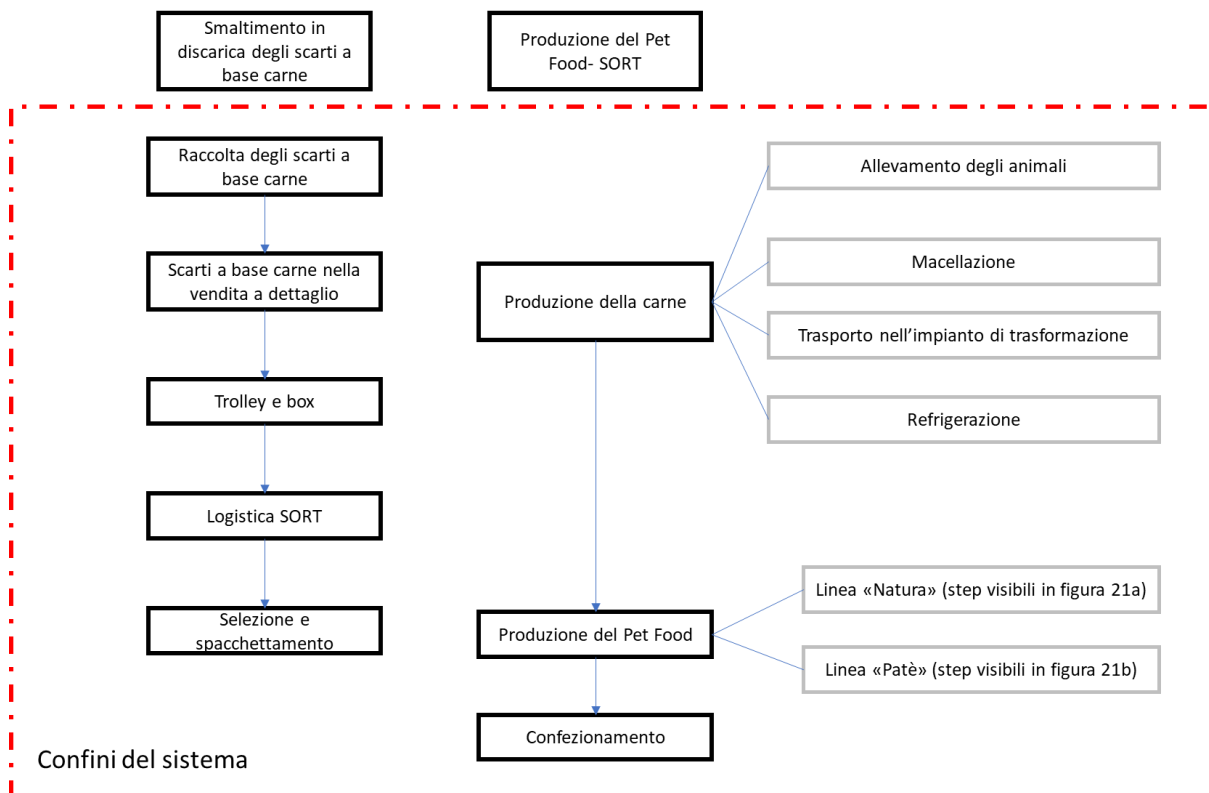 Smaltimento in
discarica degli scarti a
base carne
Produzione del Pet
Food- SORT
Raccolta degli scarti a
base carne
Scarti a base carne nella
vendita a dettaglio
Trolley e box
Logistica SORT
Selezione e
spacchettamento
Produzione della carne
Allevamento degli animali
Macellazione
Trasporto nell'impianto di trasformazione
Refrigerazione
Produzione del Pet Food
Linea «Natura» (step visibili in figura 21a)
Linea «Patè» (step visibili in figura 21b)
Confezionamento
Confini del sistema